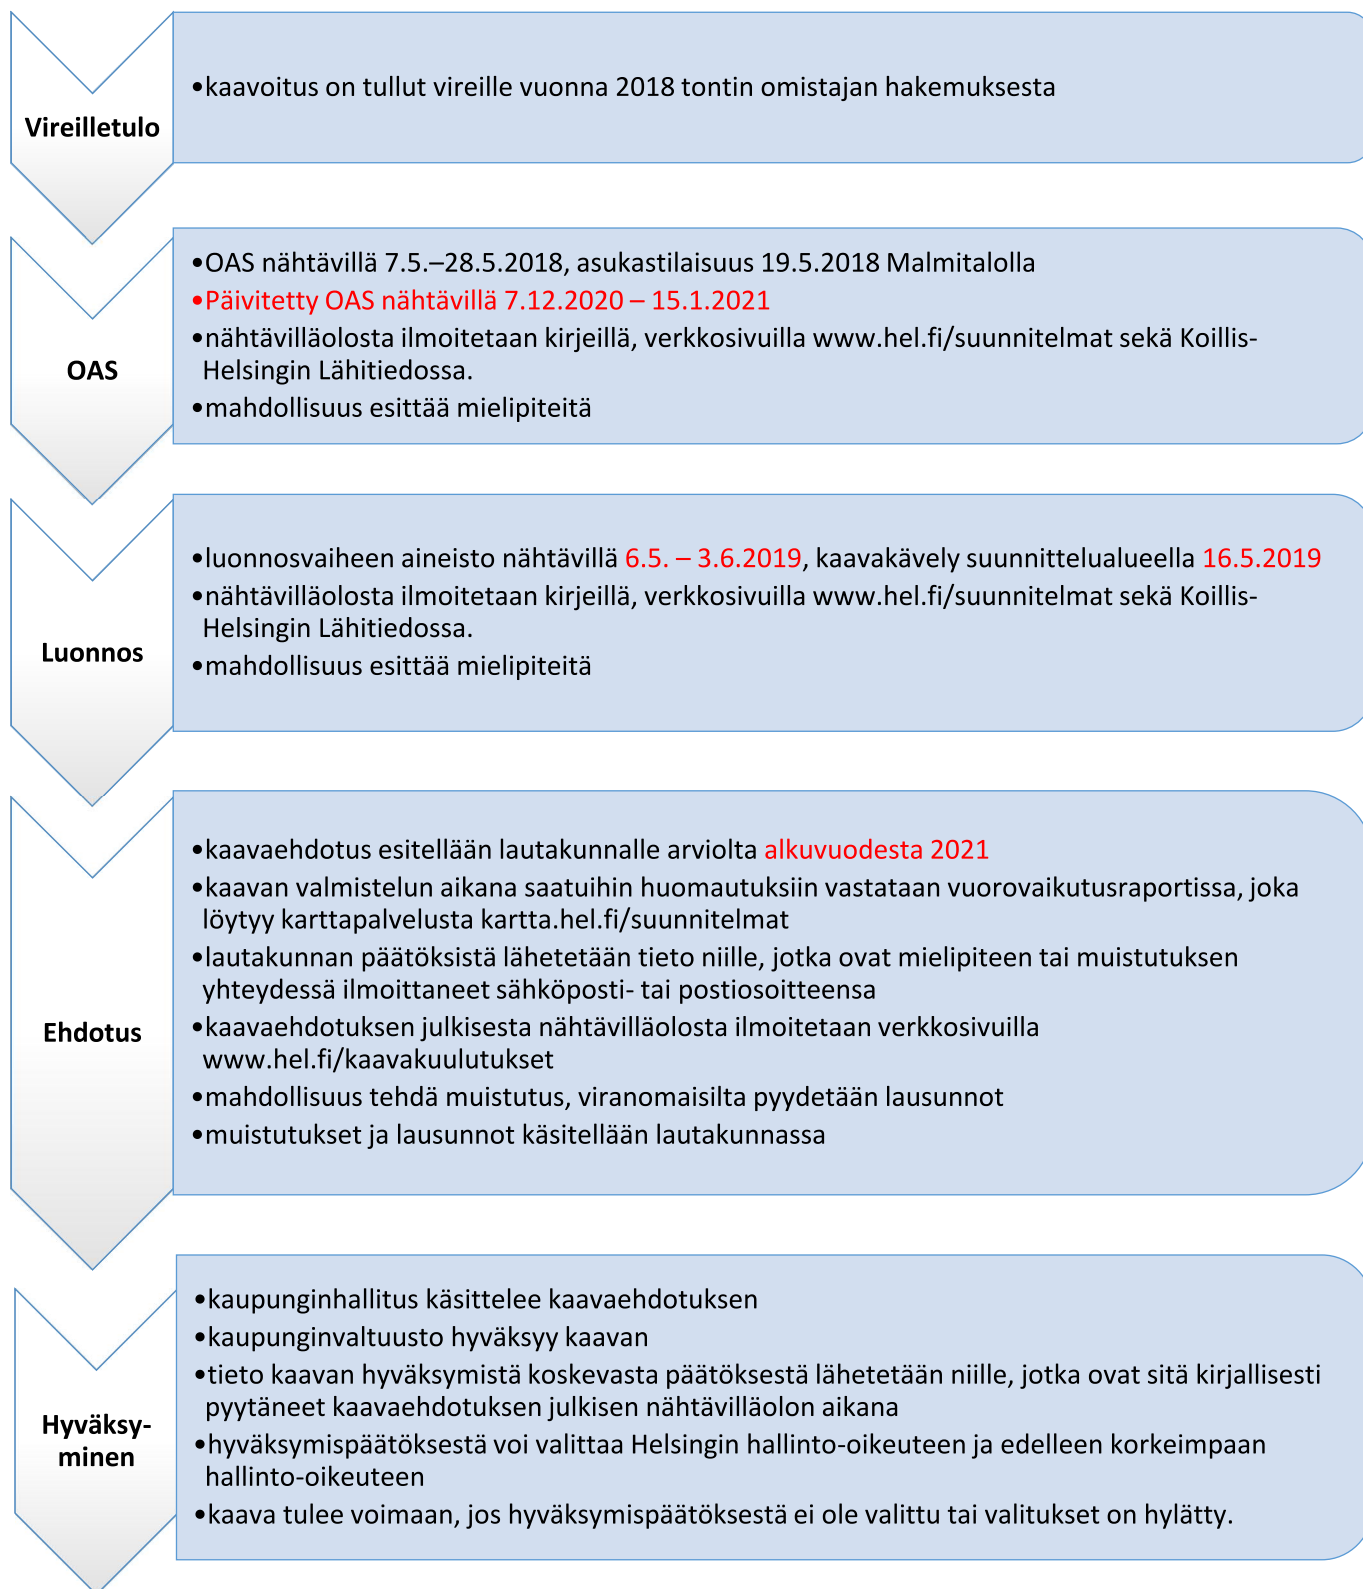 Vireilletulo
•kaavoitus on tullut vireille vuonna 2018 tontin omistajan hakemuksesta
OAS
•OAS nähtävillä 7.5.–28.5.2018, asukastilaisuus 19.5.2018 Malmitalolla
•Päivitetty OAS nähtävillä 7.12.2020 – 15.1.2021
•nähtävilläolosta ilmoitetaan kirjeillä, verkkosivuilla www.hel.fi/suunnitelmat sekä Koillis-
Helsingin Lähitiedossa.
•mahdollisuus esittää mielipiteitä
Luonnos
•luonnosvaiheen aineisto nähtävillä 6.5. – 3.6.2019, kaavakävely suunnittelualueella 16.5.2019
•nähtävilläolosta ilmoitetaan kirjeillä, verkkosivuilla www.hel.fi/suunnitelmat sekä Koillis-
Helsingin Lähitiedossa.
•mahdollisuus esittää mielipiteitä
Ehdotus
•kaavaehdotus esitellään lautakunnalle arviolta alkuvuodesta 2021
•kaavan valmistelun aikana saatuihin huomautuksiin vastataan vuorovaikutusraportissa, joka
löytyy karttapalvelusta kartta.hel.fi/suunnitelmat
•lautakunnan päätöksistä lähetetään tieto niille, jotka ovat mielipiteen tai muistutuksen
yhteydessä ilmoittaneet sähköposti- tai postiosoitteensa
•kaavaehdotuksen julkisesta nähtävilläolosta ilmoitetaan verkkosivuilla
www.hel.fi/kaavakuulutukset
•mahdollisuus tehdä muistutus, viranomaisilta pyydetään lausunnot
•muistutukset ja lausunnot käsitellään lautakunnassa
Hyväksy-
minen
•kaupunginhallitus käsittelee kaavaehdotuksen
•kaupunginvaltuusto hyväksyy kaavan
•tieto kaavan hyväksymistä koskevasta päätöksestä lähetetään niille, jotka ovat sitä kirjallisesti
pyytäneet kaavaehdotuksen julkisen nähtävilläolon aikana
•hyväksymispäätöksestä voi valittaa Helsingin hallinto-oikeuteen ja edelleen korkeimpaan
hallinto-oikeuteen
•kaava tulee voimaan, jos hyväksymispäätöksestä ei ole valittu tai valitukset on hylätty.